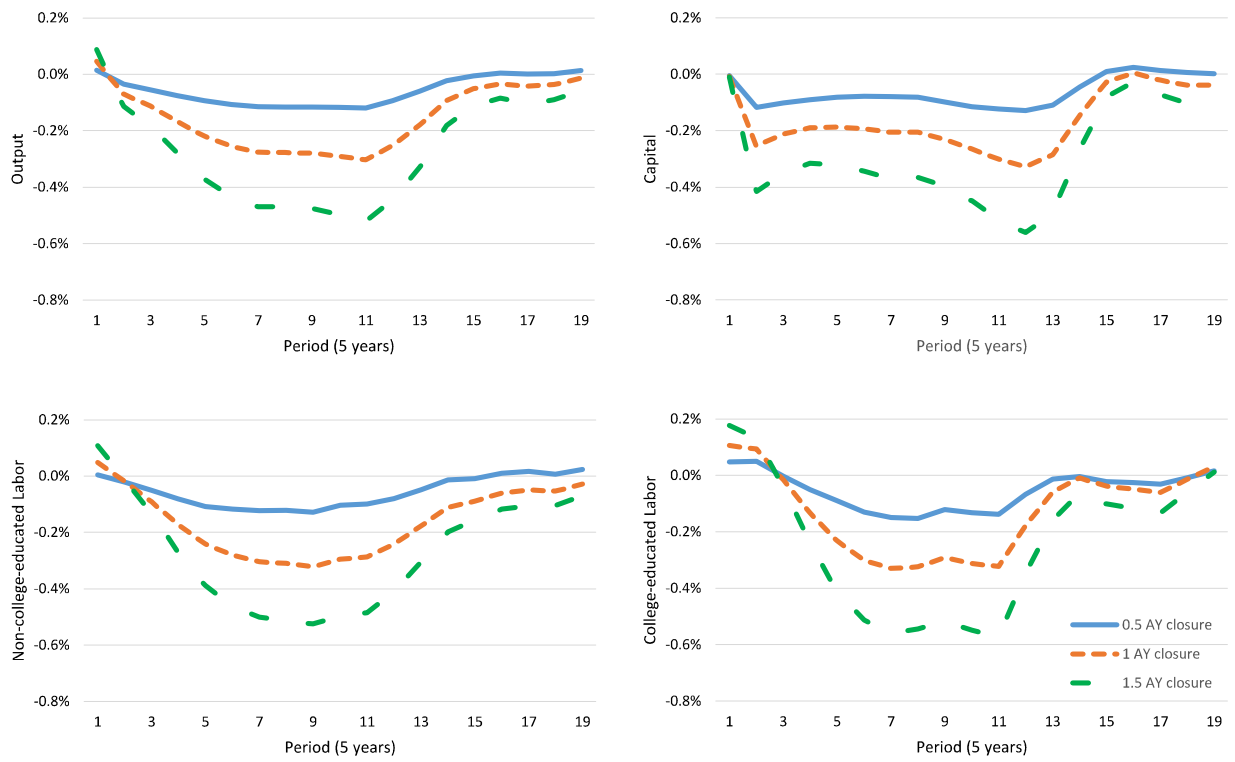 0.2%
0.0%
-0.2%
-0.4%
-0.6%
-0.8%
Output
1 3 5 7 9 11 13 15 17 19
Period (5 years)
0.2%
0.0%
-0.2%
-0.4%
-0.6%
-0.8%
Capital
1 3 5 7 9 11 13 15 17 19
Period (5 years)
0.2%
0.0%
-0.2%
-0.4%
-0.6%
-0.8%
Non-college-educated Labor
1 3 5 7 9 11 13 15 17 19
Period (5 years)
0.2%
0.0%
-0.2%
-0.4%
-0.6%
-0.8%
College-educated Labor
0.5 AY closure
1 AY closure
1.5 AY closure
1 3 5 7 9 11 13 15 17 19
Period (5 years)